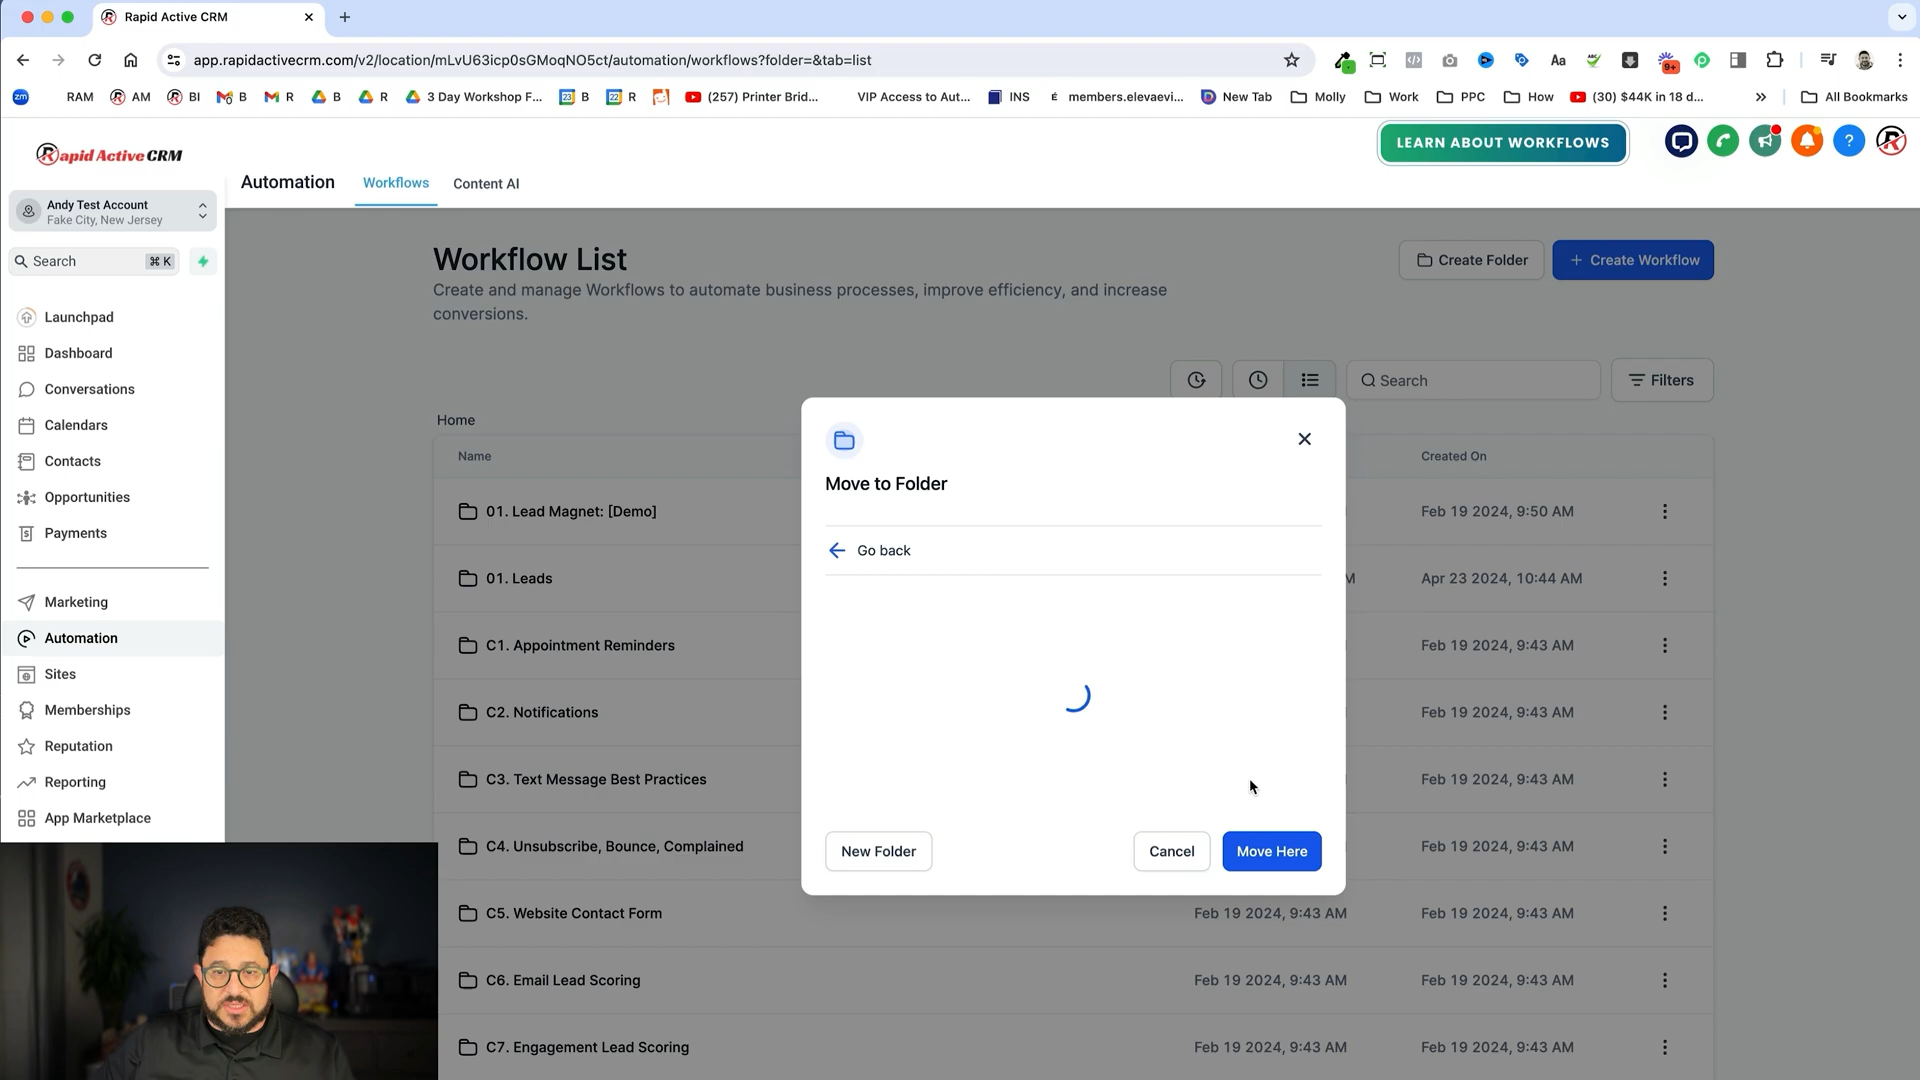 Rapid Active CRM
app.rapidactivecrm.com/v2/location/mLvU63icp0sGMoqNO5ct/automation/workflows?folder=&tab=list
9+
Aa
zm
RAM
AM
BI
B
R
B
R
3 Day Workshop F...
23
B
22
R
(257) Printer Brid...
VIP Access to Aut...
INS
É
members.elevaevi...
New Tab
Molly
Work
PPC
How
(30) $44K in 18 d...
»
All Bookmarks
Rapid Active CRM
LEARN ABOUT WORKFLOWS
?
Automation
Workflows
Content AI
Andy Test Account
Fake City, New Jersey
Search
⌘ K
Launchpad
Dashboard
Conversations
Calendars
Contacts
Opportunities
Payments
Marketing
Automation
Sites
Memberships
Reputation
Reporting
App Marketplace
Workflow List
Create and manage Workflows to automate business processes, improve efficiency, and increase
conversions.
Create Folder
+ Create Workflow
Search
Filters
Home
Name
Created On
01. Lead Magnet: [Demo]
Feb 19 2024, 9:50 AM
01. Leads
M
Apr 23 2024, 10:44 AM
C1. Appointment Reminders
Feb 19 2024, 9:43 AM
C2. Notifications
Feb 19 2024, 9:43 AM
C3. Text Message Best Practices
Feb 19 2024, 9:43 AM
C4. Unsubscribe, Bounce, Complained
Feb 19 2024, 9:43 AM
C5. Website Contact Form
Feb 19 2024, 9:43 AM
Feb 19 2024, 9:43 AM
C6. Email Lead Scoring
Feb 19 2024, 9:43 AM
Feb 19 2024, 9:43 AM
C7. Engagement Lead Scoring
Feb 19 2024, 9:43 AM
Feb 19 2024, 9:43 AM
Move to Folder
Go back
New Folder
Cancel
Move Here